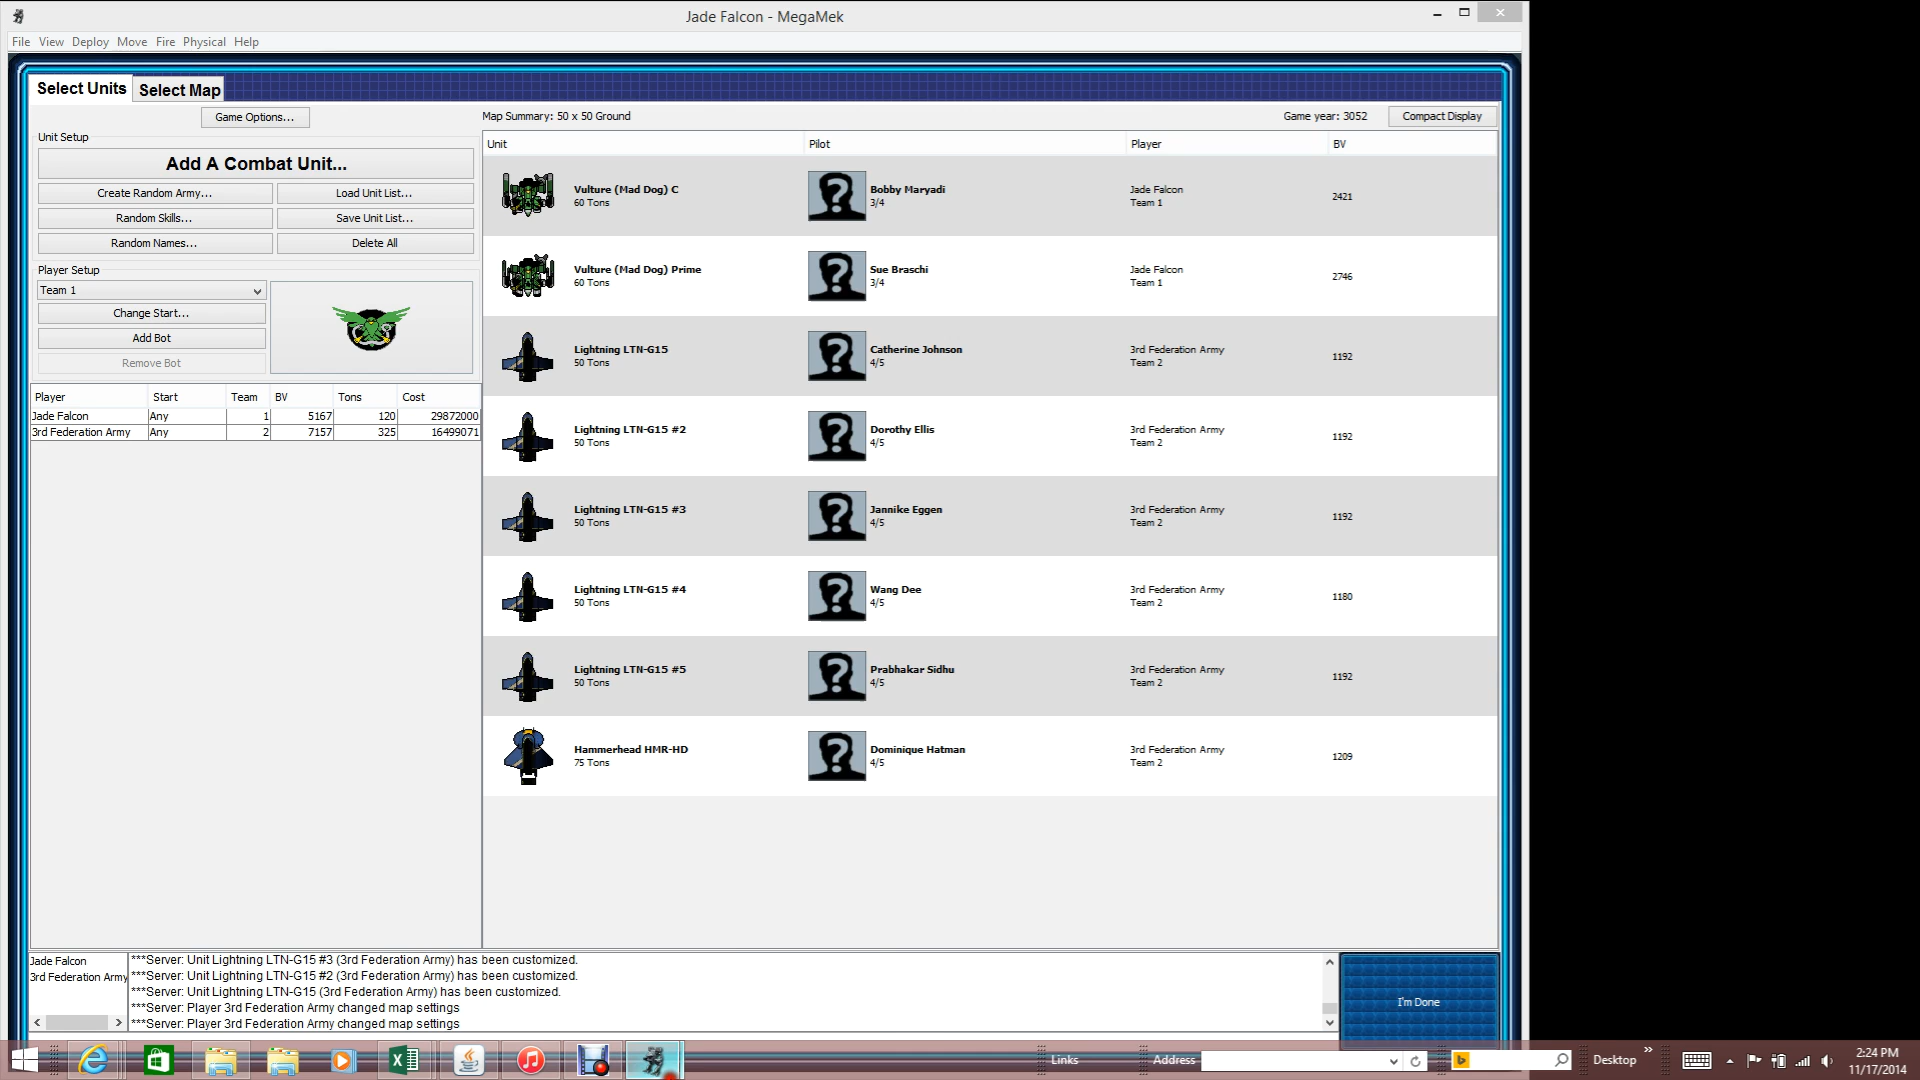 Jade Falcon - MegaMek
File View Deploy Move Fire Physical Help
Select Units Select Map
Game Options...
Map Summary: 50 x 50 Ground
Game year: 3052
Compact Display
Unit Setup
Add A Combat Unit...
Create Random Army... Load Unit List...
Random Skills... Save Unit List...
Random Names... Delete All
Player Setup
Team 1
Change Start...
Add Bot
Remove Bot
Player Start Team BV Tons Cost
Jade Falcon Any 1 5167 120 29872000
3rd Federation Army Any 2 7157 325 16499071
Unit Pilot Player BV
Vulture (Mad Dog) C Bobby Maryadi Jade Falcon 2421
60 Tons 3/4 Team 1
Vulture (Mad Dog) Prime Sue Braschi Jade Falcon 2746
60 Tons 3/4 Team 1
Lightning LTN-G15 Catherine Johnson 3rd Federation Army 1192
50 Tons 4/5 Team 2
Lightning LTN-G15 #2 Dorothy Ellis 3rd Federation Army 1192
50 Tons 4/5 Team 2
Lightning LTN-G15 #3 Jannike Eggen 3rd Federation Army 1192
50 Tons 4/5 Team 2
Lightning LTN-G15 #4 Wang Dee 3rd Federation Army 1180
50 Tons 4/5 Team 2
Lightning LTN-G15 #5 Prabhakar Sidhu 3rd Federation Army 1192
50 Tons 4/5 Team 2
Hammerhead HMR-HD Dominique Hatman 3rd Federation Army 1209
75 Tons 4/5 Team 2
Jade Falcon
3rd Federation Army
***Server: Unit Lightning LTN-G15 #3 (3rd Federation Army) has been customized.
***Server: Unit Lightning LTN-G15 #2 (3rd Federation Army) has been customized.
***Server: Unit Lightning LTN-G15 (3rd Federation Army) has been customized.
***Server: Player 3rd Federation Army changed map settings
***Server: Player 3rd Federation Army changed map settings
I'm Done
Links Address Desktop
2:24 PM
11/17/2014